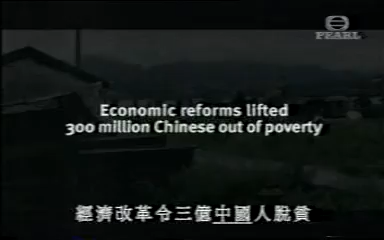 PEARL
Economic reforms lifted
300 million Chinese out of poverty
經濟改革令三億中國人脫貧